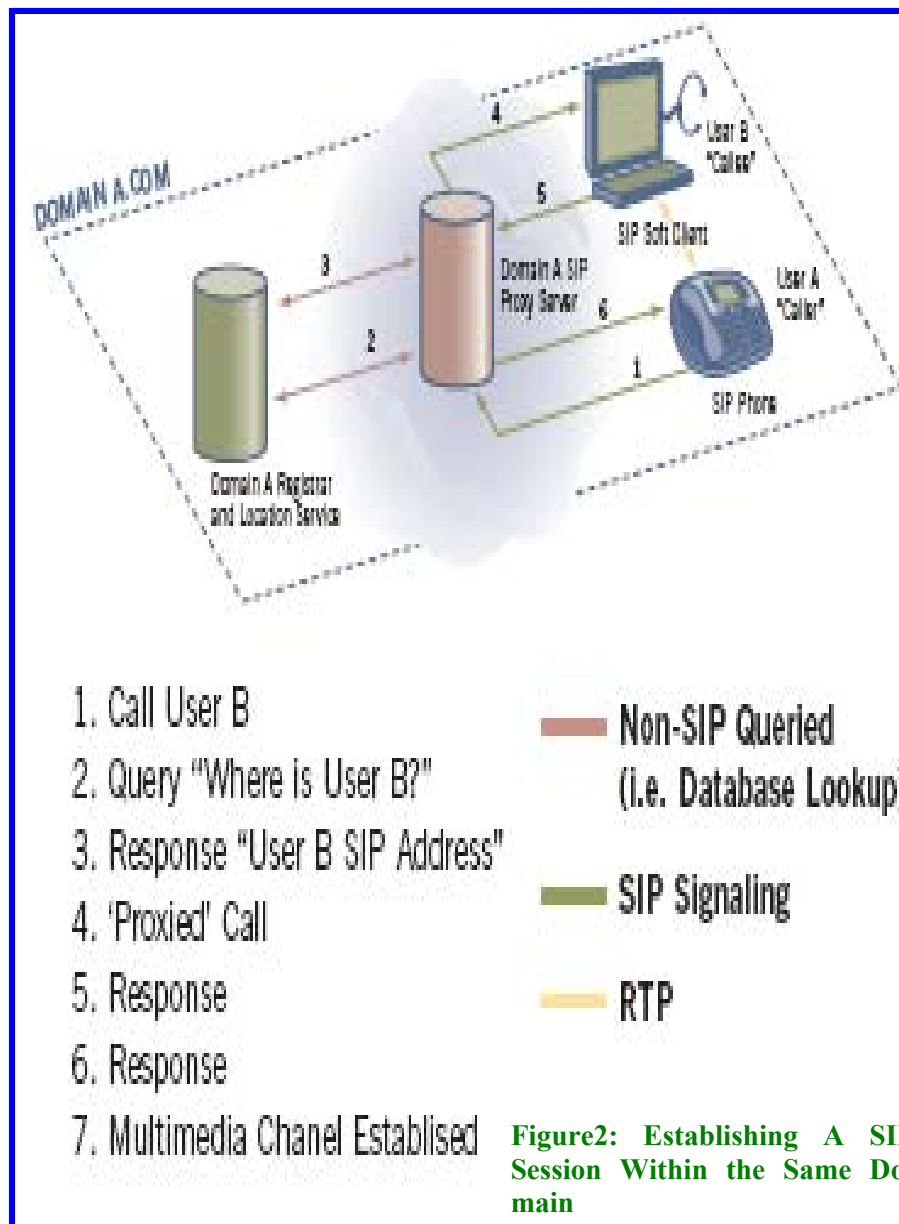 DOMAIN A.COM
4
User B
"Callee"
5
SIP Soft Client
3
Domain A SIP
Proxy Server
User A
"Caller"
6
2
1
SIP Phone
Domain A Registrar
and Location Service
1. Call User B
2. Query “Where is User B?”
3. Response “User B SIP Address”
4. ‘Proxied’ Call
5. Response
6. Response
7. Multimedia Chanel Establised
Non-SIP Queried
(i.e. Database Lookup)
SIP Signaling
RTP
Figure2: Establishing A SI
Session Within the Same Do
main